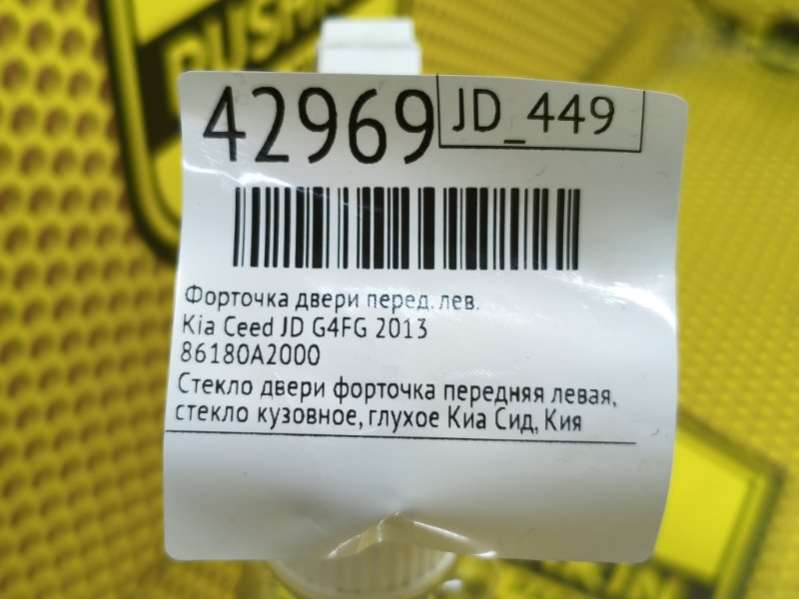 42969
JD_449
Форточка двери перед. лев.
Kia Ceed JD G4FG 2013
86180A2000
Стекло двери форточка передняя левая,
стекло кузовное, глухое Киа Сид, Кия